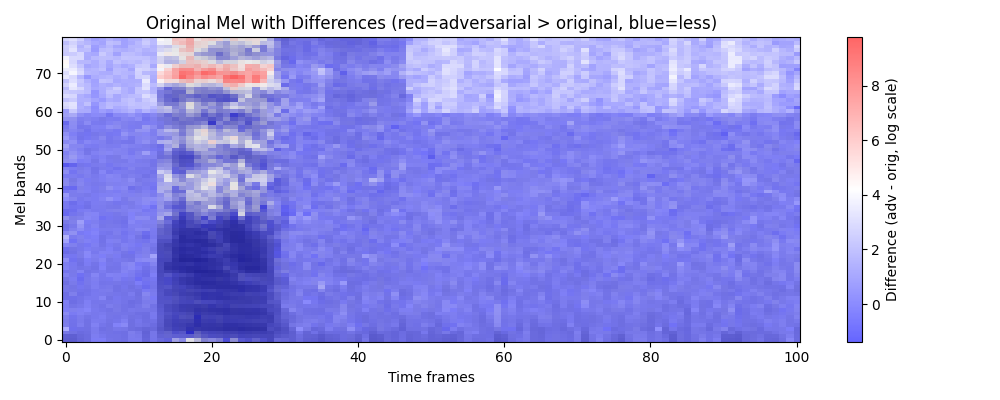 Original Mel with Differences (red=adversarial > original, blue=less)
Mel bands
70
60
50
40
30
20
10
0
0 20 40 60 80 100
Time frames
8
6
4
2
0
Difference (adv - orig, log scale)